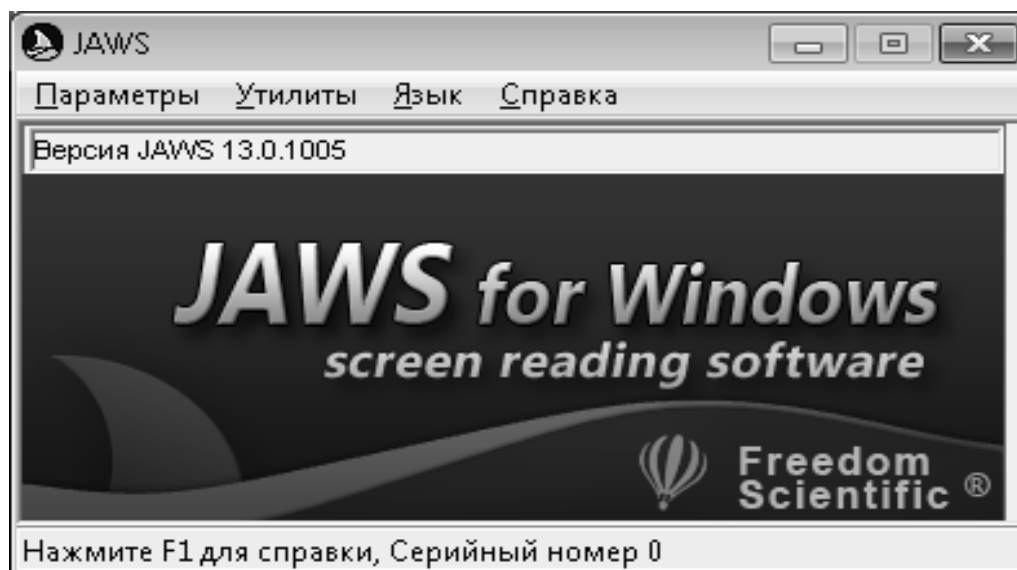 JAWS
Параметры Утилиты Язык Справка
Версия JAWS 13.0.1005
JAWS for Windows
screen reading software
Freedom
Scientific ®
Нажмите F1 для справки, Серийный номер 0